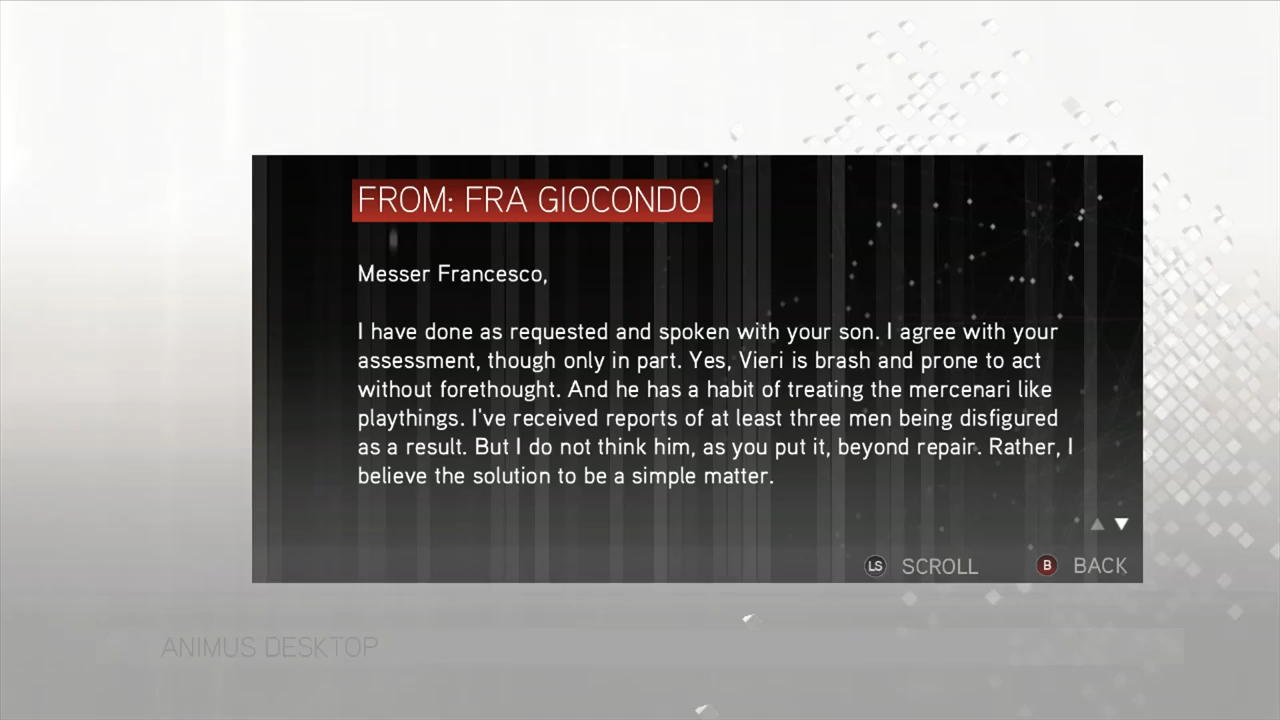 FROM: FRA GIOCONDO
Messer Francesco,
I have done as requested and spoken with your son. I agree with your
assessment, though only in part. Yes, Vieri is brash and prone to act
without forethought. And he has a habit of treating the mercenari like
playthings. I've received reports of at least three men being disfigured
as a result. But I do not think him, as you put it, beyond repair. Rather, I
believe the solution to be a simple matter.
LS SCROLL B BACK
ANIMUS DESKTOP